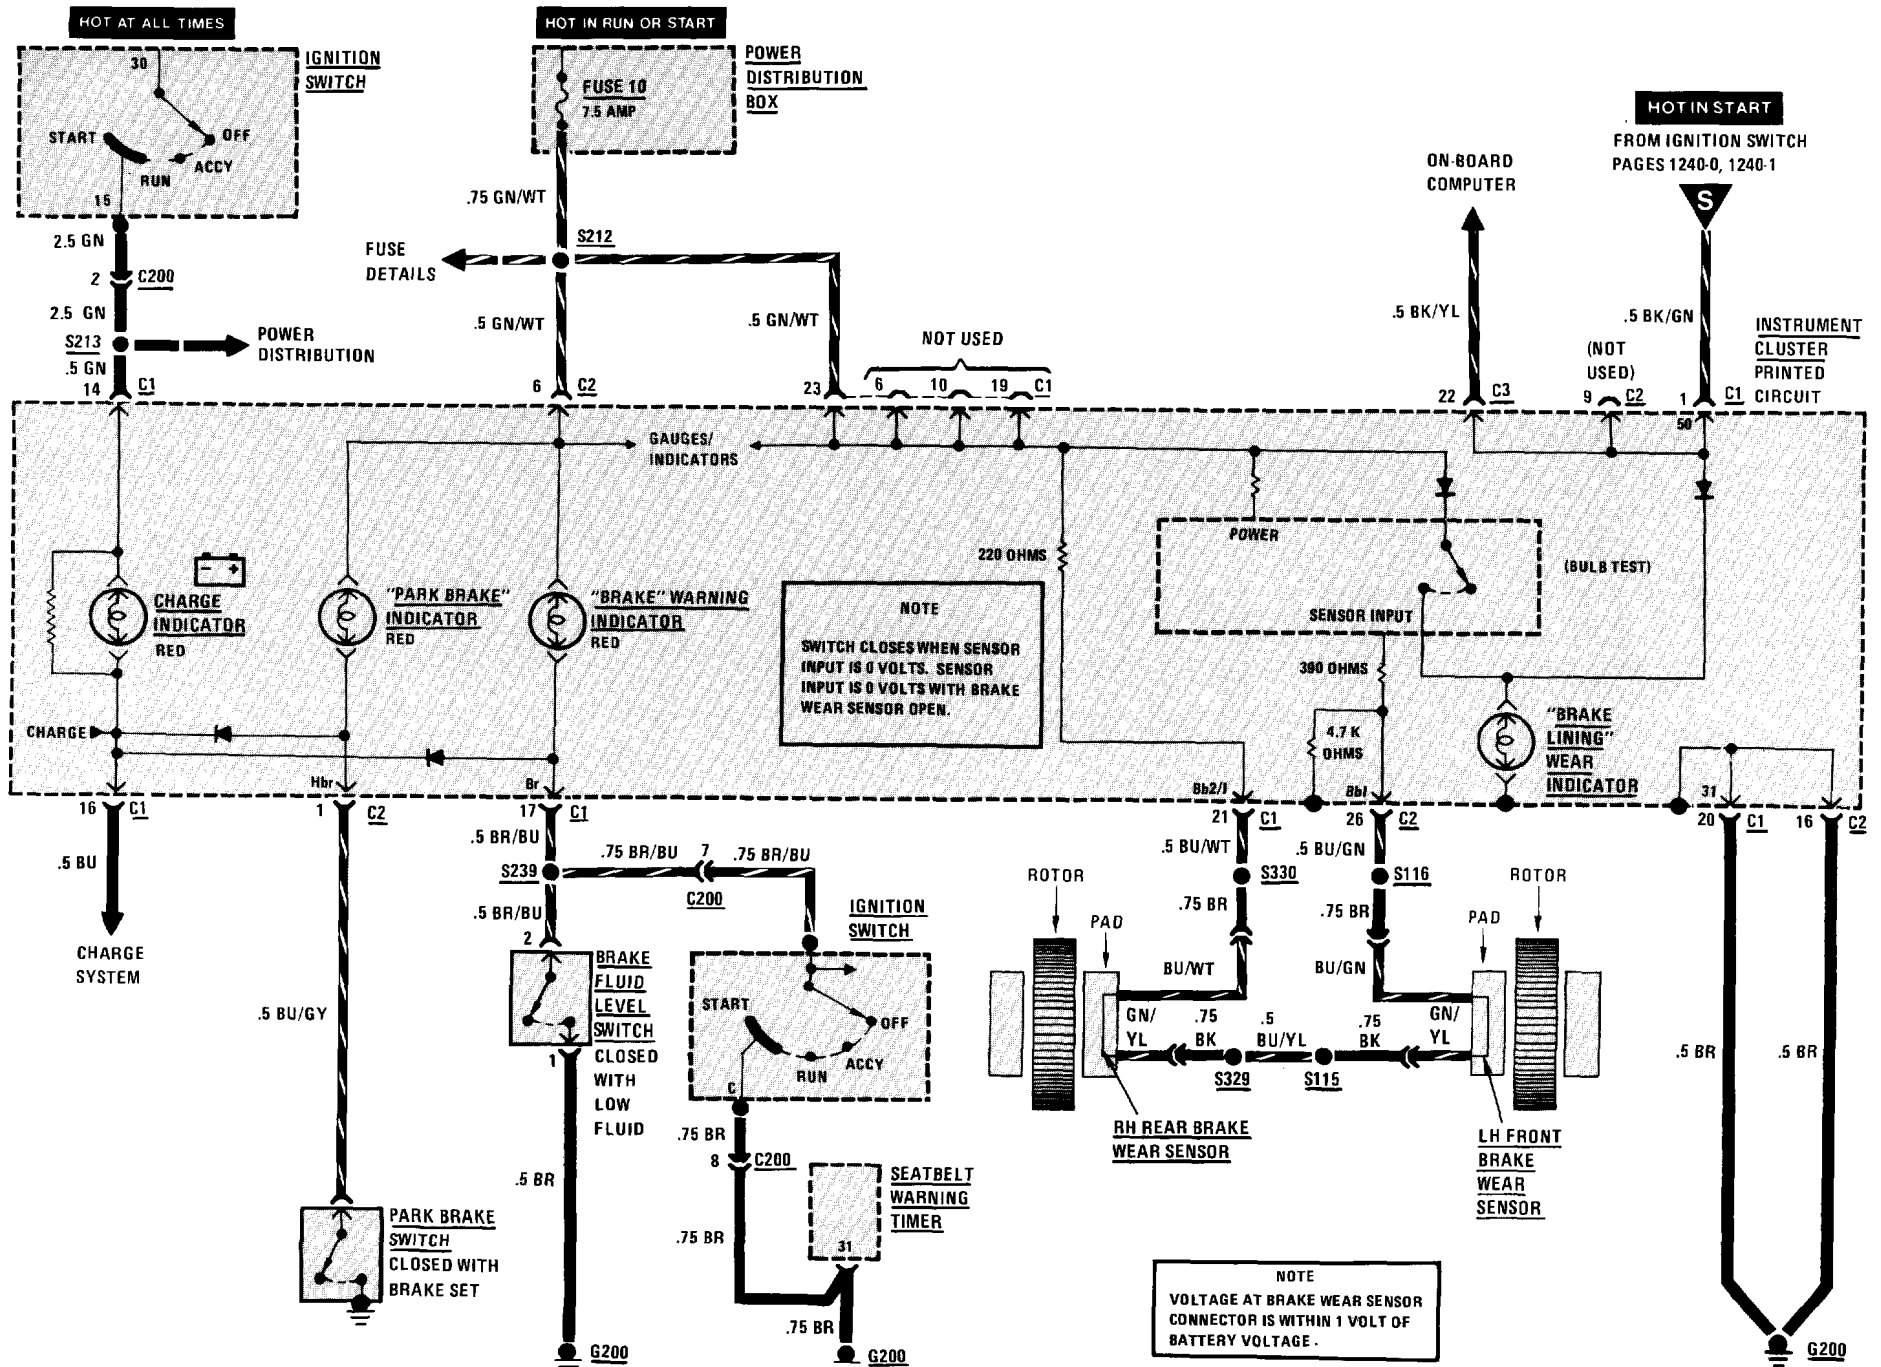 HOT AT ALL TIMES
HOT IN RUN OR START
30
IGNITION
SWITCH
START
OFF
ACCY
RUN
15
FUSE 10
7.5 AMP
POWER
DISTRIBUTION
BOX
HOT IN START
FROM IGNITION SWITCH
PAGES 1240-0, 1240-1
S
ON-BOARD
COMPUTER
2.5 GN
2
C200
2.5 GN
S213
POWER
DISTRIBUTION
.5 GN
14
C1
.75 GN/WT
S212
FUSE
DETAILS
.5 GN/WT
6
C2
.5 GN/WT
NOT USED
23
6
10
19
C1
.5 BK/YL
22
C3
(NOT
USED)
9
C2
.5 BK/GN
1
C1
50
INSTRUMENT
CLUSTER
PRINTED
CIRCUIT
GAUGES/
INDICATORS
220 OHMS
POWER
SENSOR INPUT
(BULB TEST)
- +
CHARGE
INDICATOR
RED
"PARK BRAKE"
INDICATOR
RED
"BRAKE" WARNING
INDICATOR
RED
NOTE
SWITCH CLOSES WHEN SENSOR
INPUT IS 0 VOLTS. SENSOR
INPUT IS 0 VOLTS WITH BRAKE
WEAR SENSOR OPEN.
390 OHMS
4.7 K
OHMS
"BRAKE
LINING"
WEAR
INDICATOR
CHARGE
Hbr
Br
Bb2/I
BbI
31
16
C1
1
C2
17
C1
21
C1
26
C2
20
C1
16
C2
.5 BU
CHARGE
SYSTEM
.5 BU/GY
.5 BR/BU
S239
.75 BR/BU
7
.75 BR/BU
C200
.5 BR/BU
2
BRAKE
FLUID
LEVEL
SWITCH
CLOSED
WITH
LOW
FLUID
1
.5 BR
G200
IGNITION
SWITCH
START
OFF
ACCY
RUN
C
.75 BR
8
C200
.75 BR
SEATBELT
WARNING
TIMER
31
.75 BR
G200
PARK BRAKE
SWITCH
CLOSED WITH
BRAKE SET
.5 BU/WT
S330
.75 BR
ROTOR
PAD
BU/WT
.5 BU/GN
S116
.75 BR
BU/GN
PAD
ROTOR
GN/
YL
.75
BK
.5
BU/YL
.75
BK
GN/
YL
S329
S115
RH REAR BRAKE
WEAR SENSOR
LH FRONT
BRAKE
WEAR
SENSOR
.5 BR
.5 BR
G200
NOTE
VOLTAGE AT BRAKE WEAR SENSOR
CONNECTOR IS WITHIN 1 VOLT OF
BATTERY VOLTAGE.